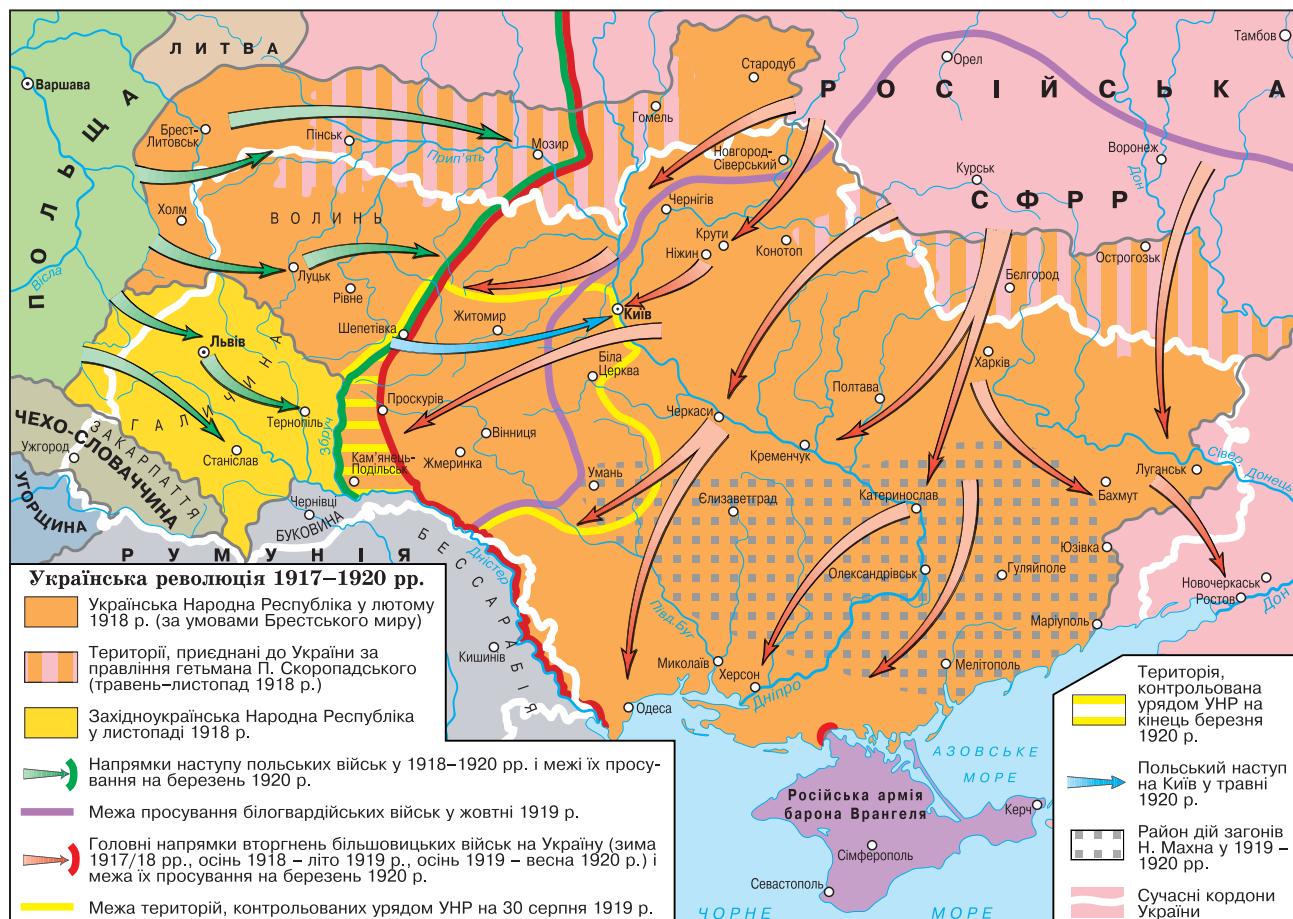 ЛИТВА
Тамбов
Стародуб
Орел
Варшава
РОСІЙСЬКА
ПОЛЬЩА
Гомель
Брест-
Литовськ
Пінськ
Мозир
Прип'ять
Новгород-
Сіверський
Воронеж
Дон
Курськ
СФРР
Холм
ВОЛИНЬ
Чернігів
Крути
Ніжин
Конотоп
Острогозьк
Вісла
Луцьк
Рівне
Бєлгород
Шепетівка
Житомир
Київ
Львів
Біла
Церква
Харків
ГАЛИЧИНА
Полтава
Проскурів
Черкаси
Тернопіль
Збруч
Вінниця
Жмеринка
Кременчук
ЧЕХО-СЛОВАЧЧИНА
ЗАКАРПАТТЯ
Ужгород
Станіслав
Кам'янець-
Подільськ
Умань
Луганськ
Сівер. Донець
Бахмут
УГОРЩИНА
Чернівці
БУКОВИНА
Єлизаветград
Катеринослав
РУМУНІЯ
БЕССАРАБІЯ
Дністер
Юзівка
Олександрівськ
Гуляйполе
Новочеркаськ
Ростов
Дон
Півд. Буг
Маріуполь
Кишинів
Миколаїв
Херсон
Мелітополь
Дніпро
Одеса
АЗОВСЬКЕ
МОРЕ
Російська армія
барона Врангеля
Керч
Сімферополь
Севастополь
ЧОРНЕ МОРЕ
Українська революція 1917–1920 рр.
Українська Народна Республіка у лютому
1918 р. (за умовами Брестського миру)
Території, приєднані до України за
правління гетьмана П. Скоропадського
(травень–листопад 1918 р.)
Західноукраїнська Народна Республіка
у листопаді 1918 р.
Напрямки наступу польських військ у 1918–1920 рр. і межі їх просу-
вання на березень 1920 р.
Межа просування білогвардійських військ у жовтні 1919 р.
Головні напрямки вторгнень більшовицьких військ на Україну (зима
1917/18 рр., осінь 1918 – літо 1919 р., осінь 1919 – весна 1920 р.) і
межа їх просування на березень 1920 р.
Межа територій, контрольованих урядом УНР на 30 серпня 1919 р.
Територія,
контрольована
урядом УНР на
кінець березня
1920 р.
Польський наступ
на Київ у травні
1920 р.
Район дій загонів
Н. Махна у 1919 –
1920 рр.
Сучасні кордони
України